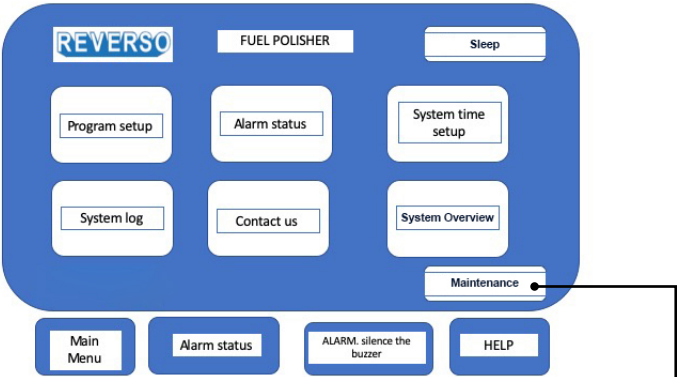 REVERSO
FUEL POLISHER
Sleep
Program setup
Alarm status
System time
setup
System log
Contact us
System Overview
Maintenance
Main
Menu
Alarm status
ALARM. silence the
buzzer
HELP